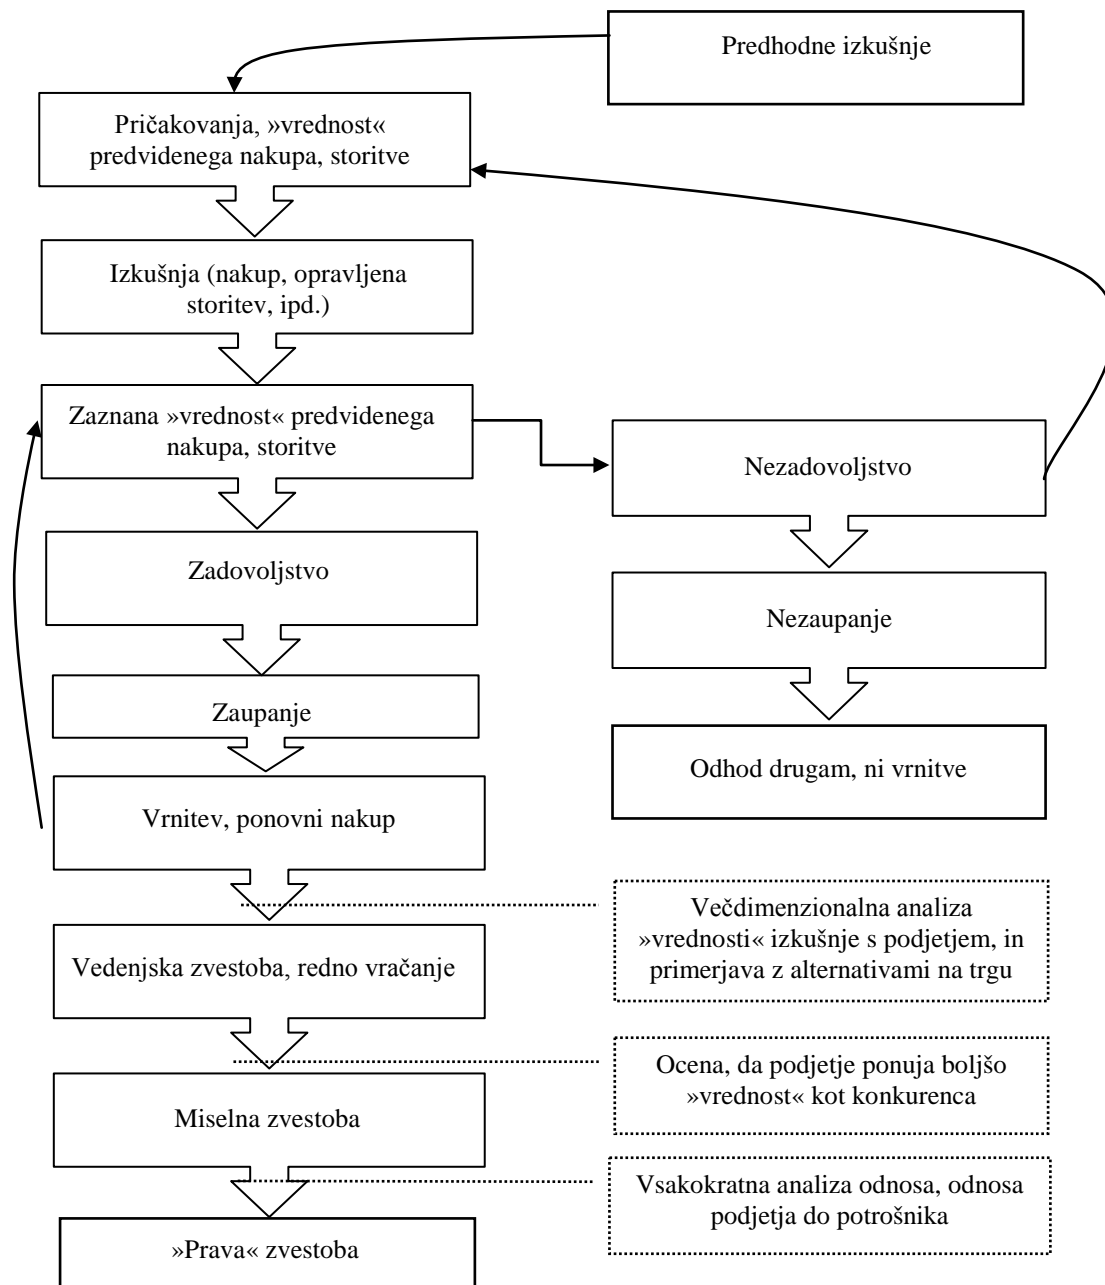 Predhodne izkušnje
Pričakovanja, »vrednost«
predvidenega nakupa, storitve
Izkušnja (nakup, opravljena
storitev, ipd.)
Zaznana »vrednost« predvidenega
nakupa, storitve
Nezadovoljstvo
Zadovoljstvo
Nezaupanje
Zaupanje
Odhod drugam, ni vrnitve
Vrnitev, ponovni nakup
Večdimenzionalna analiza
»vrednosti« izkušnje s podjetjem, in
primerjava z alternativami na trgu
Vedenjska zvestoba, redno vračanje
Ocena, da podjetje ponuja boljšo
»vrednost« kot konkurenca
Miselna zvestoba
Vsakokratna analiza odnosa, odnosa
podjetja do potrošnika
»Prava« zvestoba